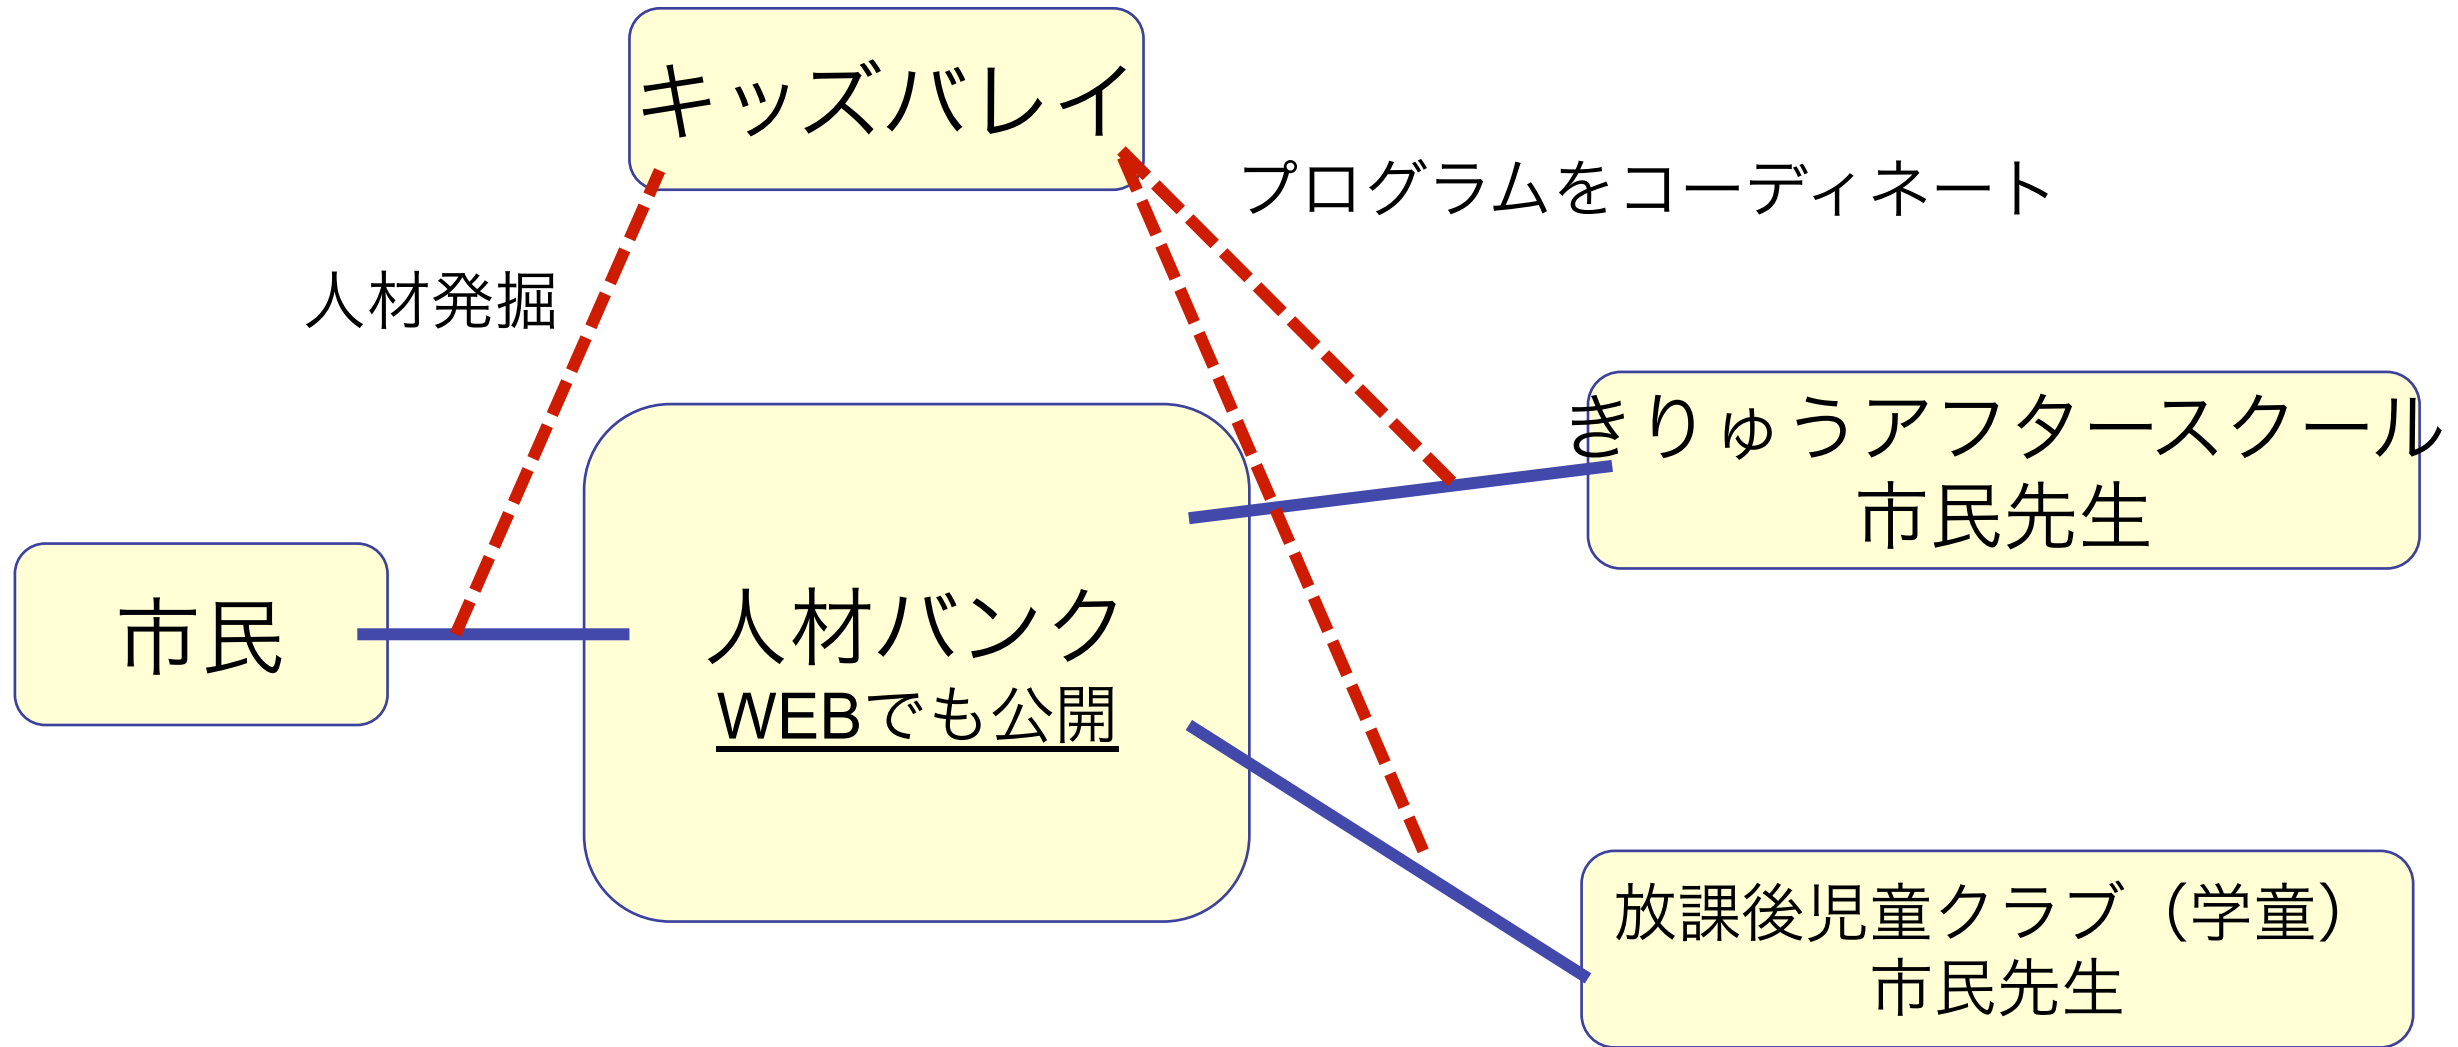 キッズバレイ
プログラムをコーディネート
人材発掘
きりゅうアフタースクール
市民先生
市民
人材バンク
WEBでも公開
放課後児童クラブ（学童）
市民先生